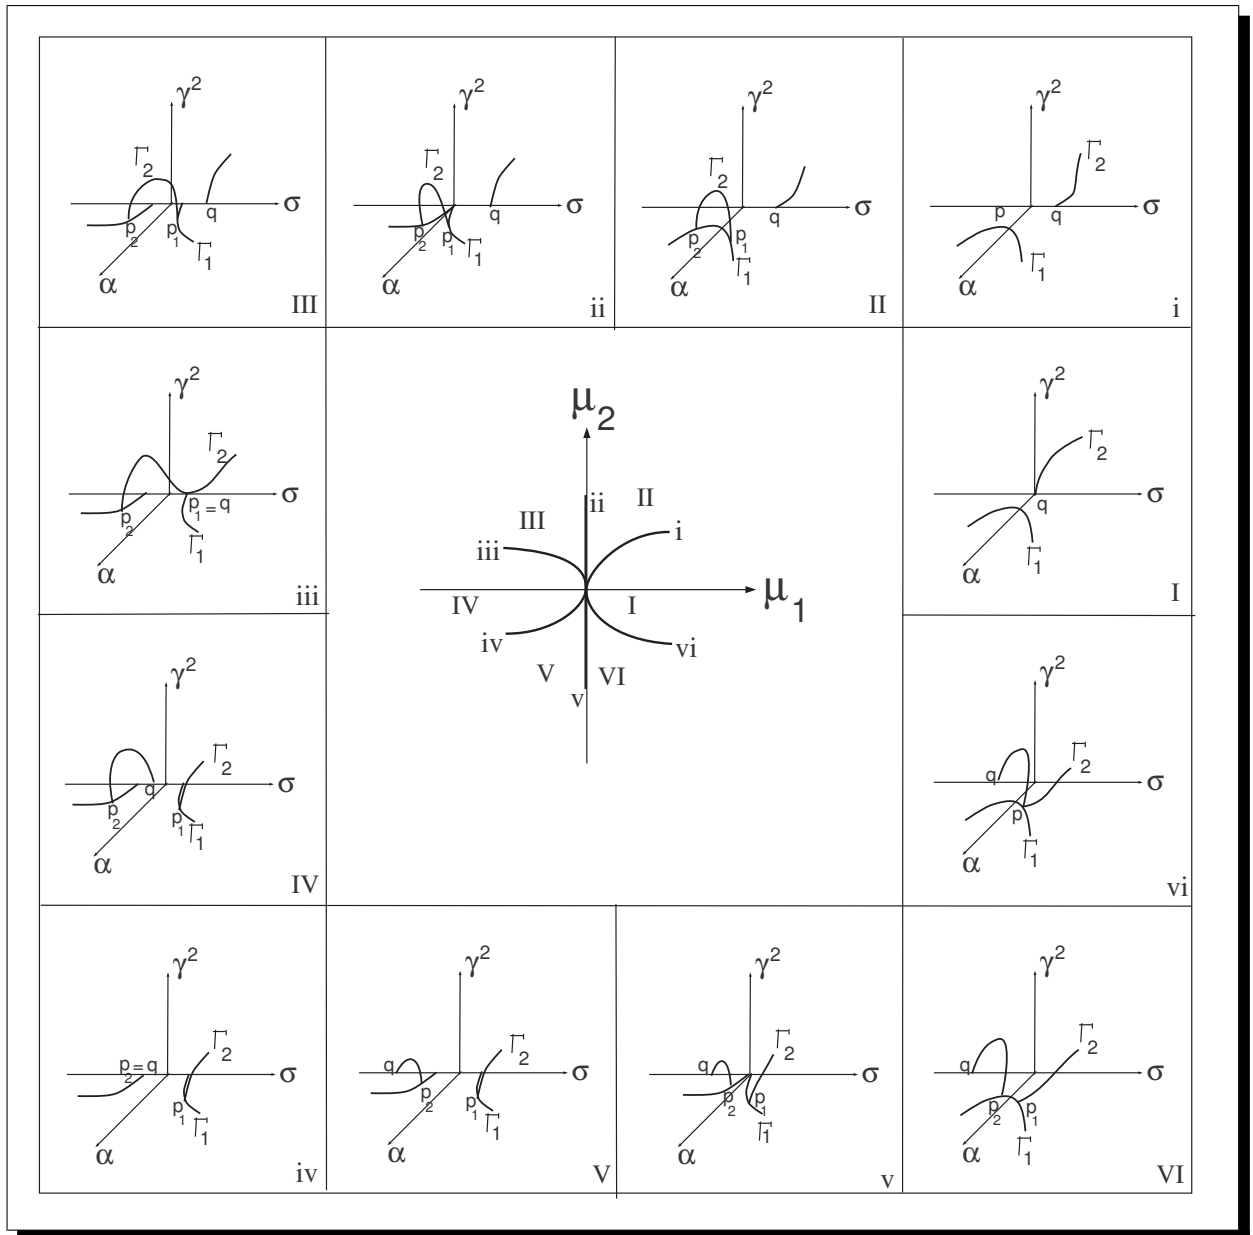 γ²
Γ₂
σ
q
p₂
p₁
Γ₁
α
III
γ²
Γ₂
σ
q
p₂
p₁
Γ₁
α
ii
γ²
Γ₂
σ
q
p₂
p₁
Γ₁
α
II
γ²
Γ₂
p
q
σ
Γ₁
α
i
γ²
Γ₂
σ
p₁=q
p₂
Γ₁
α
iii
μ₂
ii
II
III
i
iii
μ₁
IV
I
iv
vi
V
VI
v
γ²
Γ₂
σ
q
Γ₁
α
I
γ²
Γ₂
σ
q
p₂
p₁
Γ₁
α
IV
γ²
Γ₂
q
σ
p
Γ₁
α
vi
γ²
Γ₂
p₂=q
σ
p₁
Γ₁
α
iv
γ²
Γ₂
q
σ
p₂
p₁
Γ₁
α
V
γ²
Γ₂
q
σ
p₂
p₁
Γ₁
α
v
γ²
Γ₂
q
σ
p₂
p₁
Γ₁
α
VI